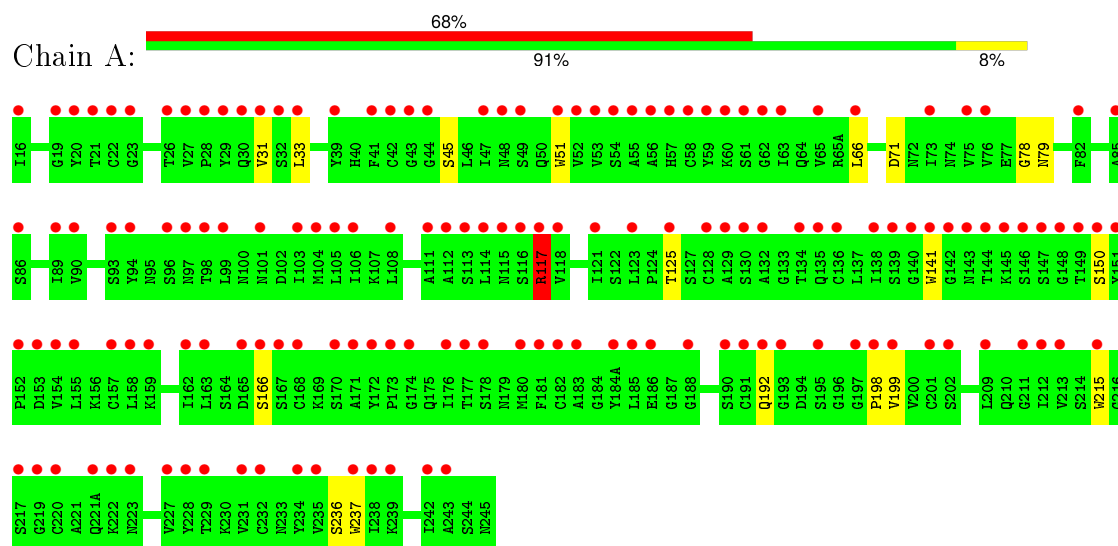 68%
Chain A:
91% 8%
I16 G19 Y20 T21 C22 G23 T26 V27 P28 Y29 Q30 V31 S32 L33 Y39 H40 F41 C42 G43 G44 S45 L46 I47 N48 S49 Q50 W51 V52 V53 S54 A55 A56 H57 C58 Y59 K60 S61 G62 I63 Q64 V65 R65A L66 D71 N72 I73 N74 V75 V76 E77 G78 N79 F82 A85
S86 I89 V90 S93 Y94 N95 S96 N97 T98 L99 N100 N101 D102 I103 M104 L105 I106 K107 L108 A111 A112 S113 L114 N115 S116 R117 V118 I121 S122 L123 P124 T125 S127 C128 A129 S130 A132 G133 T134 Q135 C136 L137 I138 S139 G140 W141 G142 N143 T144 K145 S146 S147 G148 T149 S150 Y151
P152 D153 V154 L155 K156 C157 L158 K159 I162 L163 S164 D165 S166 S167 C168 K169 S170 A171 Y172 P173 G174 Q175 I176 T177 S178 N179 M180 F181 C182 A183 G184 Y184A L185 E186 G187 G188 S190 C191 Q192 G193 D194 S195 G196 G197 P198 V199 V200 C201 S202 L209 Q210 G211 I212 V213 S214 W215 G216
S217 G219 C220 A221 Q221A K222 N223 V227 Y228 T229 K230 V231 C232 N233 Y234 V235 S236 W237 I238 K239 I242 A243 S244 N245